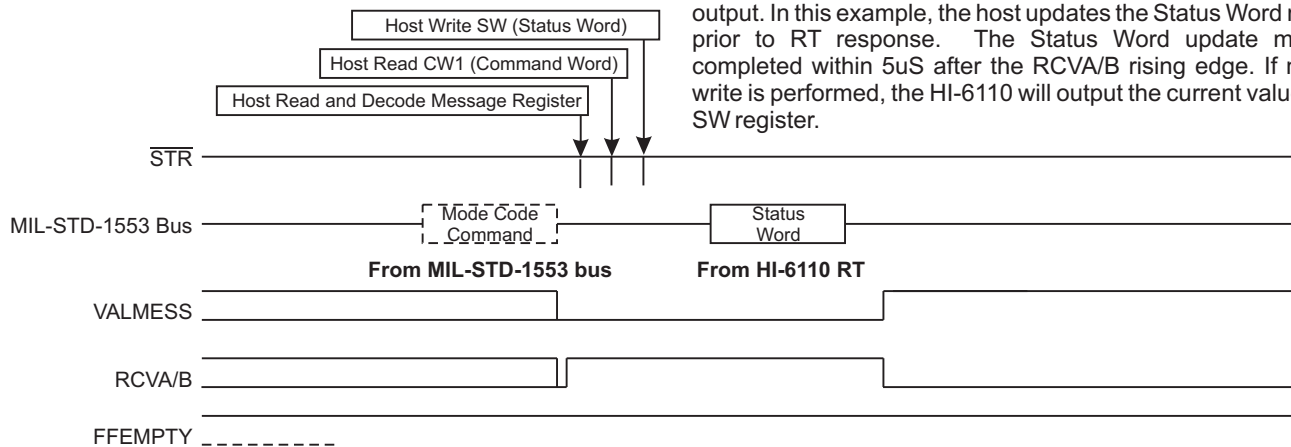 output. In this example, the host updates the Status Word
prior to RT response. The Status Word update
completed within 5uS after the RCVA/B rising edge. If
write is performed, the HI-6110 will output the current
SW register.
Host Write SW (Status Word)
Host Read CW1 (Command Word)
Host Read and Decode Message Register
STR
MIL-STD-1553 Bus
Mode Code
Command
Status
Word
From MIL-STD-1553 bus
From HI-6110 RT
VALMESS
RCVA/B
FFEMPTY